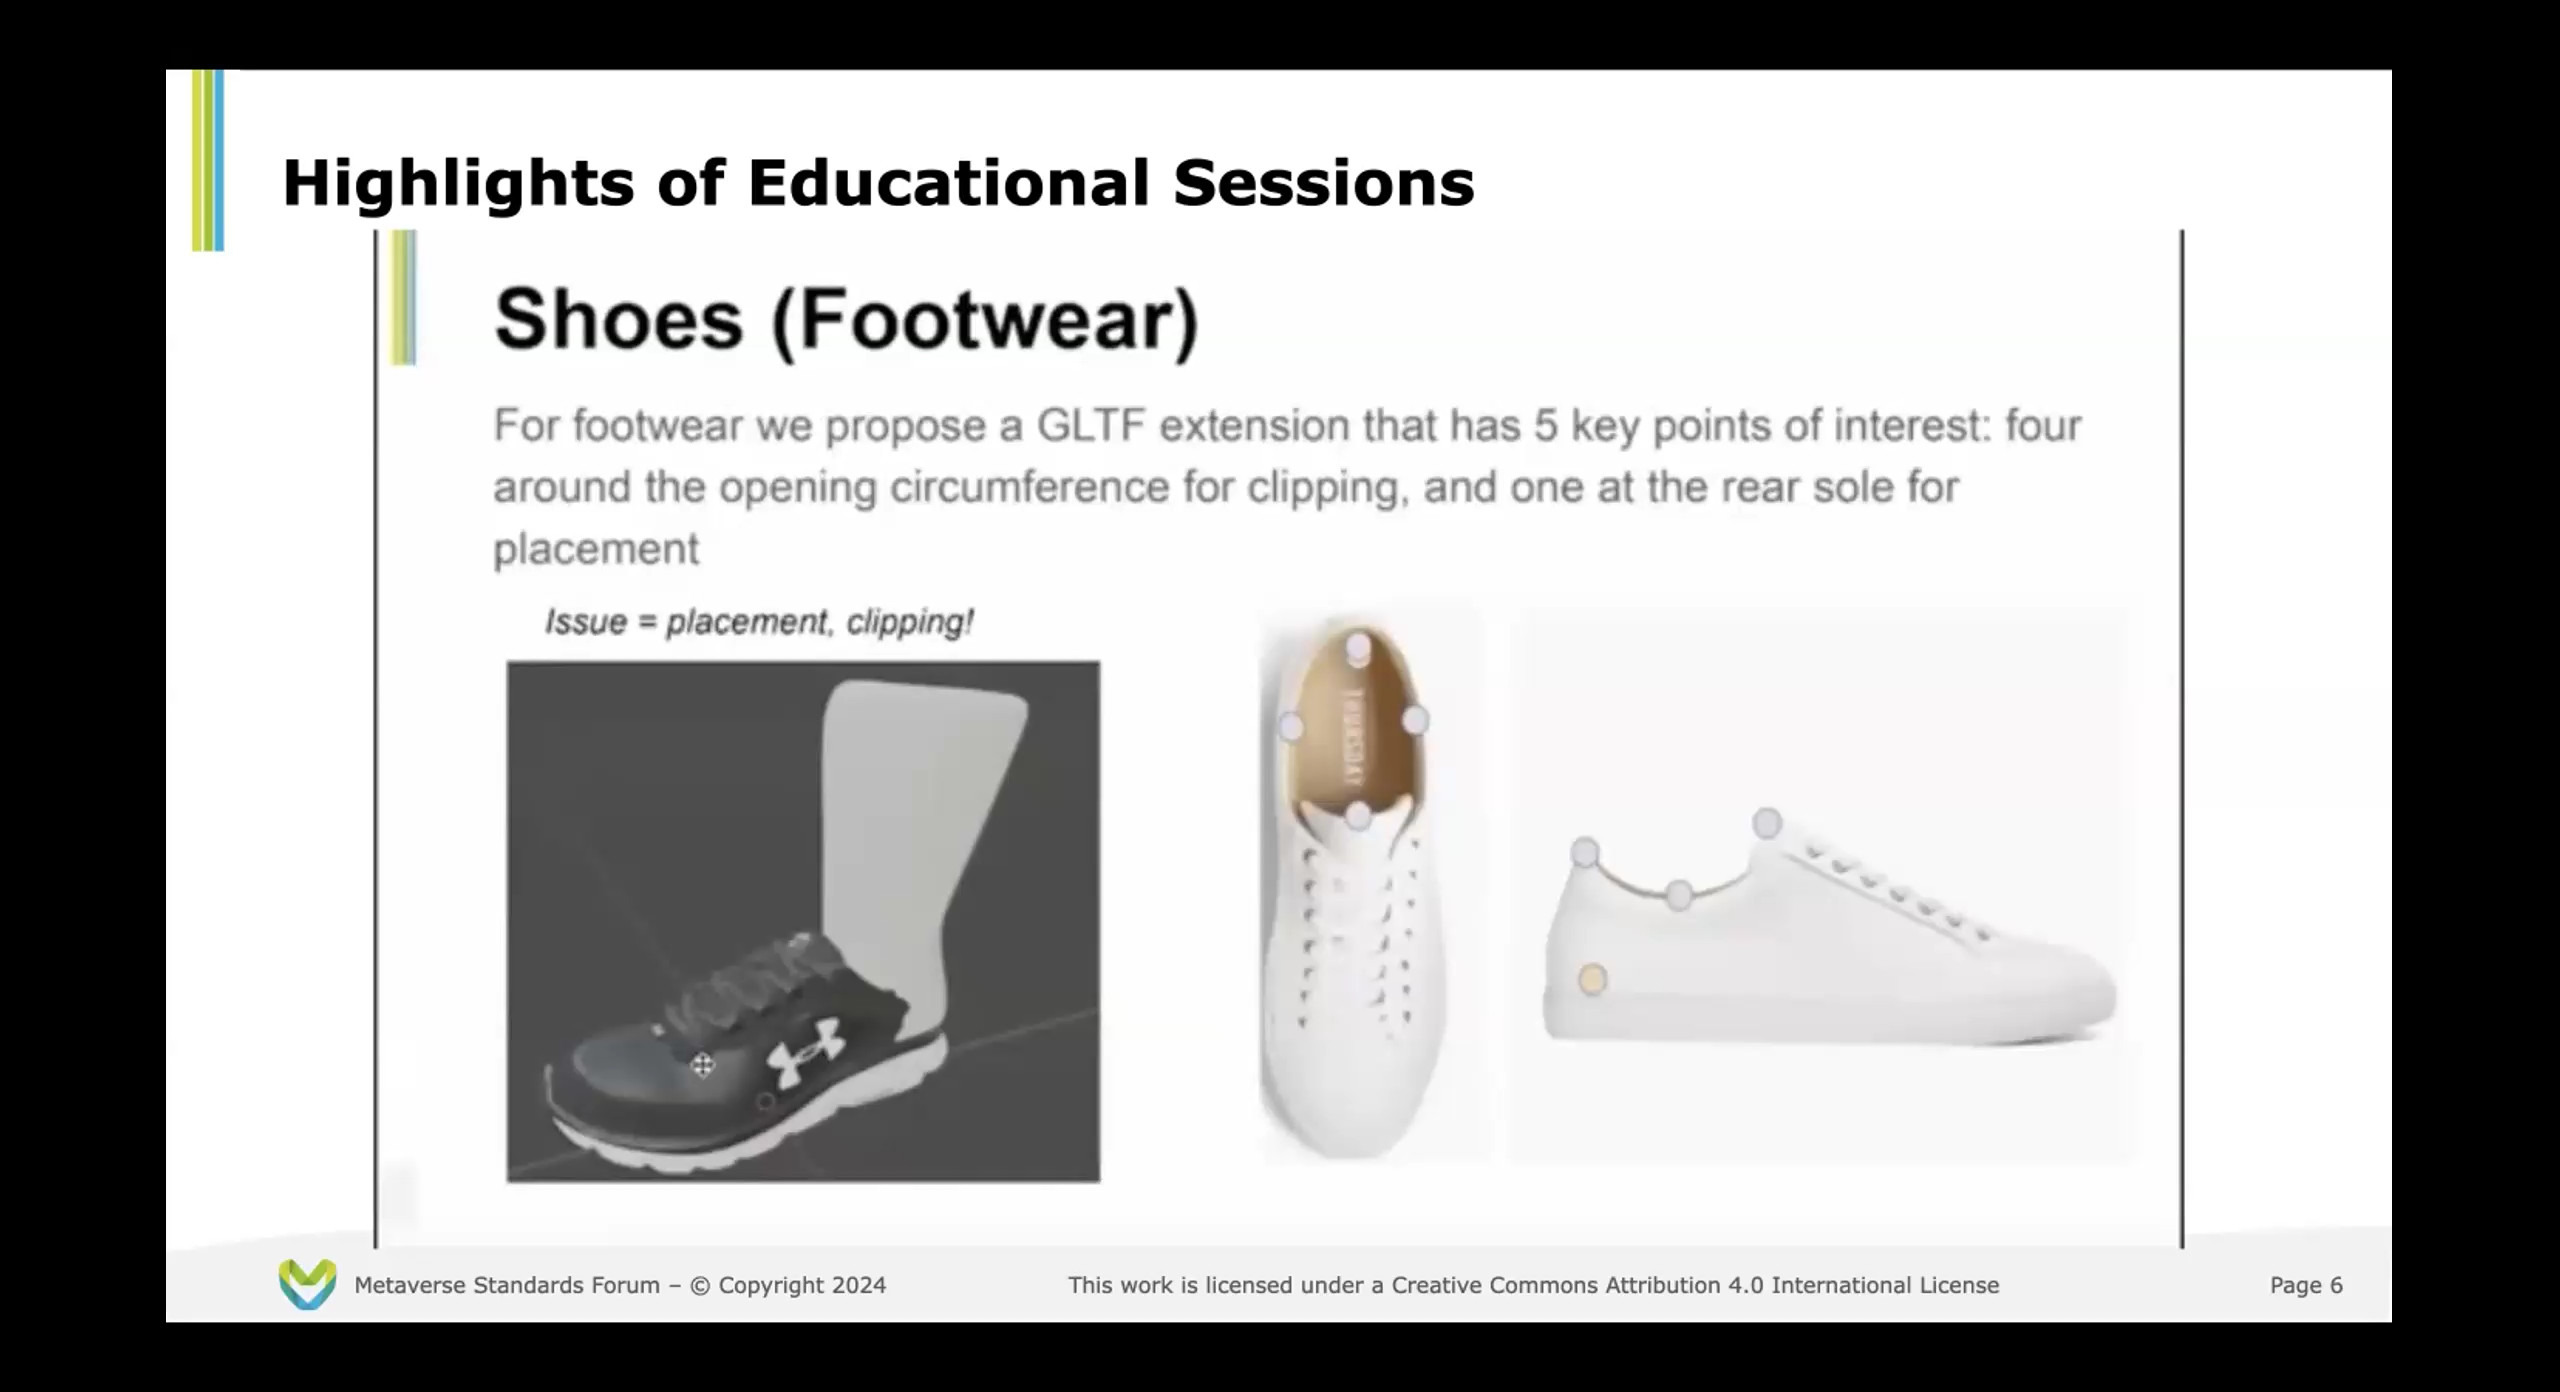 Highlights of Educational Sessions
Shoes (Footwear)
For footwear we propose a GLTF extension that has 5 key points of interest: four
around the opening circumference for clipping, and one at the rear sole for
placement
Issue = placement, clipping!
THURSDAY
Metaverse Standards Forum – © Copyright 2024
This work is licensed under a Creative Commons Attribution 4.0 International License
Page 6